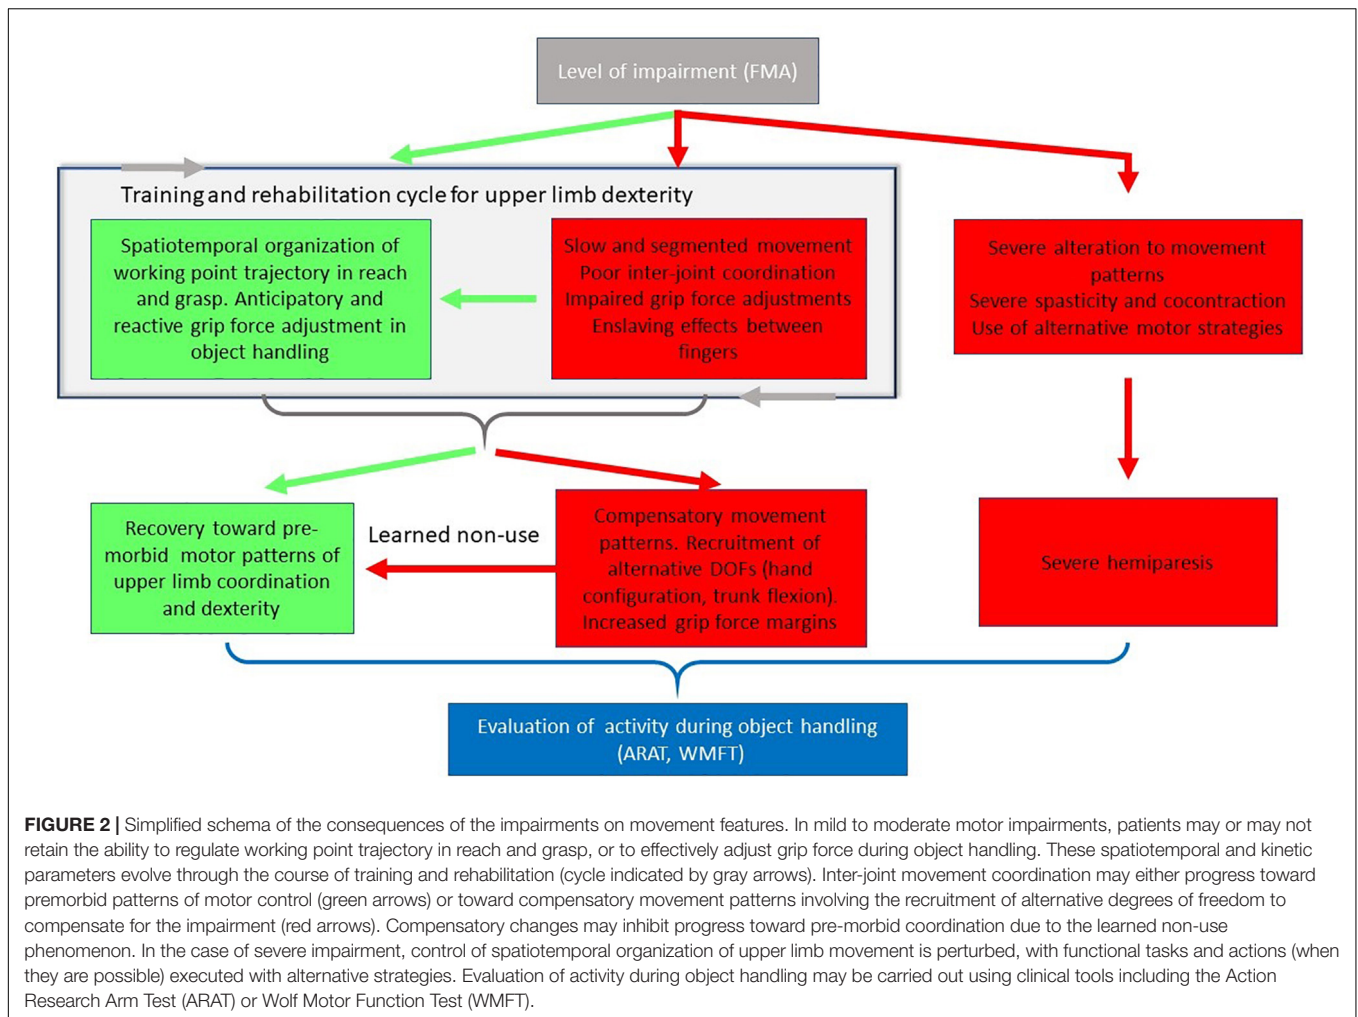 Level of impairment (FMA)
Training and rehabilitation cycle for upper limb dexterity
Spatiotemporal organization of
working point trajectory in reach
and grasp. Anticipatory and
reactive grip force adjustment in
object handling
Slow and segmented movement
Poor inter-joint coordination
Impaired grip force adjustments
Enslaving effects between
fingers
Severe alteration to movement
patterns
Severe spasticity and cocontraction
Use of alternative motor strategies
Recovery toward pre-
morbid motor patterns of
upper limb coordination
and dexterity
Learned non-use
Compensatory movement
patterns. Recruitment of
alternative DOFs (hand
configuration, trunk flexion).
Increased grip force margins
Severe hemiparesis
Evaluation of activity during object handling
(ARAT, WMFT)
FIGURE 2 | Simplified schema of the consequences of the impairments on movement features. In mild to moderate motor impairments, patients may or may not
retain the ability to regulate working point trajectory in reach and grasp, or to effectively adjust grip force during object handling. These spatiotemporal and kinetic
parameters evolve through the course of training and rehabilitation (cycle indicated by gray arrows). Inter-joint movement coordination may either progress toward
premorbid patterns of motor control (green arrows) or toward compensatory movement patterns involving the recruitment of alternative degrees of freedom to
compensate for the impairment (red arrows). Compensatory changes may inhibit progress toward pre-morbid coordination due to the learned non-use
phenomenon. In the case of severe impairment, control of spatiotemporal organization of upper limb movement is perturbed, with functional tasks and actions (when
they are possible) executed with alternative strategies. Evaluation of activity during object handling may be carried out using clinical tools including the Action
Research Arm Test (ARAT) or Wolf Motor Function Test (WMFT).